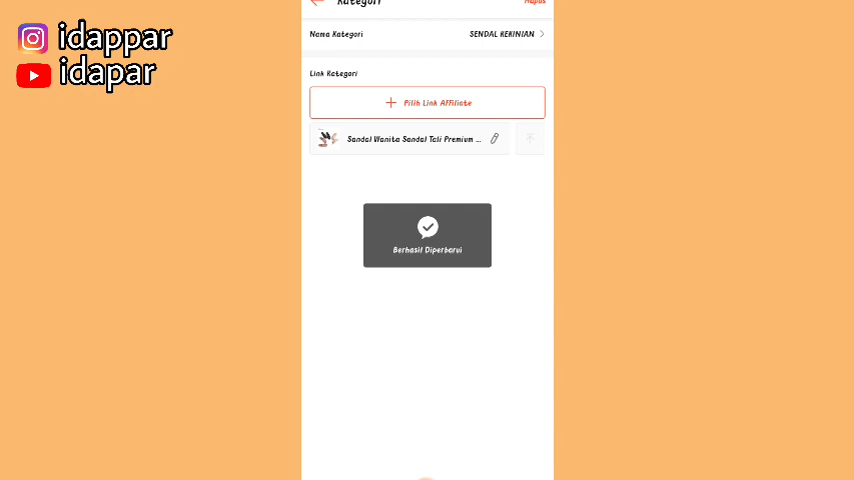 idappar
idapar
Kategori
Hapus
Nama Kategori
SENDAL KEKINIAN
Link Kategori
Pilih Link Affiliate
Sandal Wanita Sandal Tali Premium ...
Berhasil Diperbarui